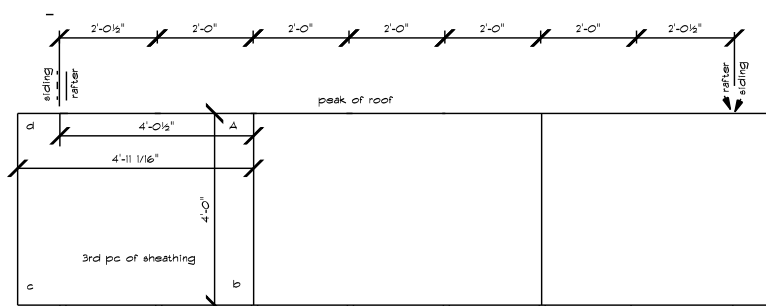 2'-0½" 2'-0" 2'-0" 2'-0" 2'-0" 2'-0" 2'-0½"
siding
rafter
rafter
siding
peak of roof
d
4'-0½"
A
4'-11 1/16"
4'-0"
3rd pc of sheathing
c
b